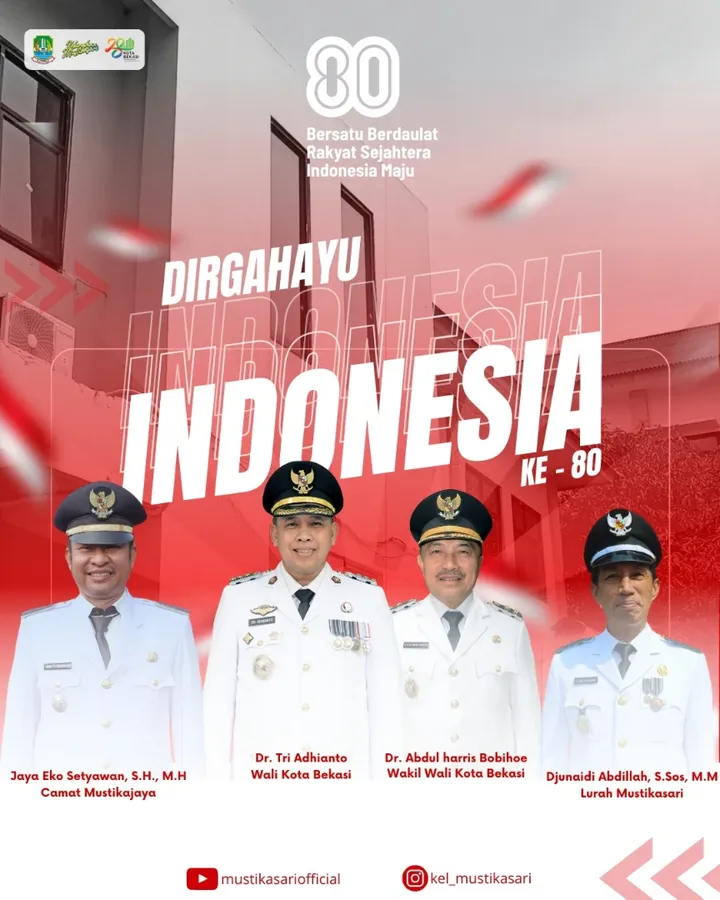 80
Bersatu Berdaulat
Rakyat Sejahtera
Indonesia Maju
DIRGAHAYU
INDONESIA
INDONESIA
INDONESIA
KE - 80
Jaya Eko Setyawan, S.H., M.H
Camat Mustikajaya
Dr. Tri Adhianto
Wali Kota Bekasi
Dr. Abdul harris Bobihoe
Wakil Wali Kota Bekasi
Djunaidi Abdillah, S.Sos, M.M
Lurah Mustikasari
mustikasariofficial
kel_mustikasari